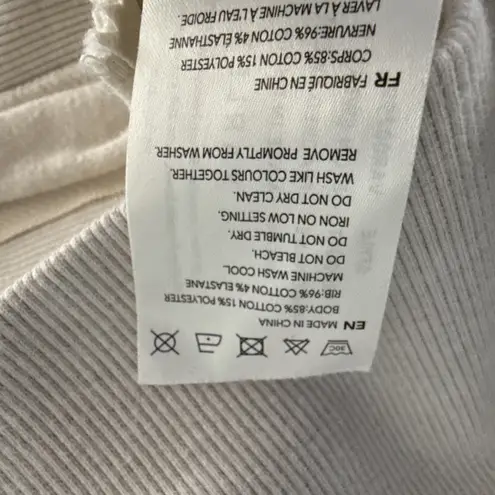 30C
EN MADE IN CHINA
BODY:85% COTTON 15% POLYESTER
RIB:96% COTTON 4% ELASTANE
MACHINE WASH COOL
DO NOT BLEACH.
DO NOT TUMBLE DRY.
IRON ON LOW SETTING.
DO NOT DRY CLEAN.
WASH LIKE COLOURS TOGETHER.
REMOVE PROMPTLY FROM WASHER.
FR FABRIQUÉ EN CHINE
CORPS:85% COTON 15% POLYESTER
NERVURE:96% COTON 4% ÉLASTHANNE
LAVER À LA MACHINE À L'EAU FROIDE.